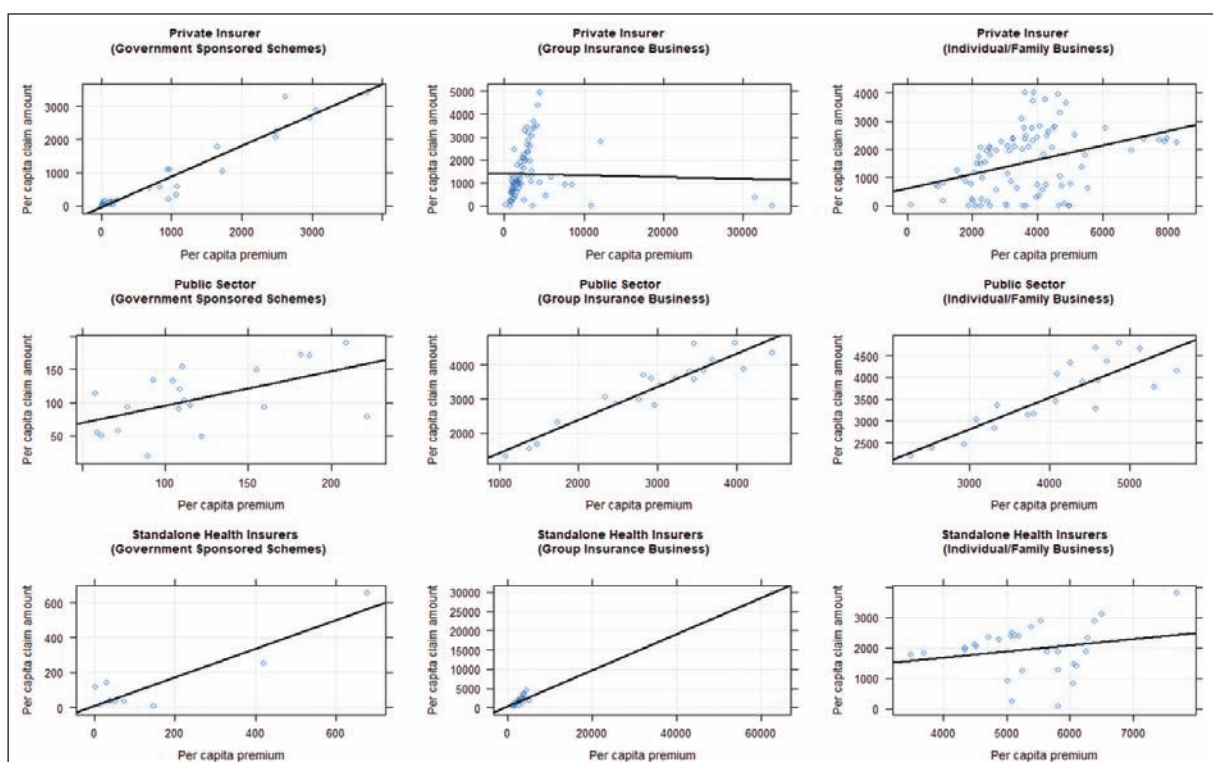 Private Insurer
(Government Sponsored Schemes)
Per capita claim amount
3000
2000
1000
0
0 1000 2000 3000
Per capita premium
Private Insurer
(Group Insurance Business)
Per capita claim amount
5000
4000
3000
2000
1000
0
0 10000 20000 30000
Per capita premium
Private Insurer
(Individual/Family Business)
Per capita claim amount
4000
3000
2000
1000
0
0 2000 4000 6000 8000
Per capita premium
Public Sector
(Government Sponsored Schemes)
Per capita claim amount
150
100
50
100 150 200
Per capita premium
Public Sector
(Group Insurance Business)
Per capita claim amount
4000
3000
2000
1000 2000 3000 4000
Per capita premium
Public Sector
(Individual/Family Business)
Per capita claim amount
4500
4000
3500
3000
2500
3000 4000 5000
Per capita premium
Standalone Health Insurers
(Government Sponsored Schemes)
Per capita claim amount
600
400
200
0
0 200 400 600
Per capita premium
Standalone Health Insurers
(Group Insurance Business)
Per capita claim amount
30000
25000
20000
15000
10000
5000
0
0 20000 40000 60000
Per capita premium
Standalone Health Insurers
(Individual/Family Business)
Per capita claim amount
3000
2000
1000
0
4000 5000 6000 7000
Per capita premium